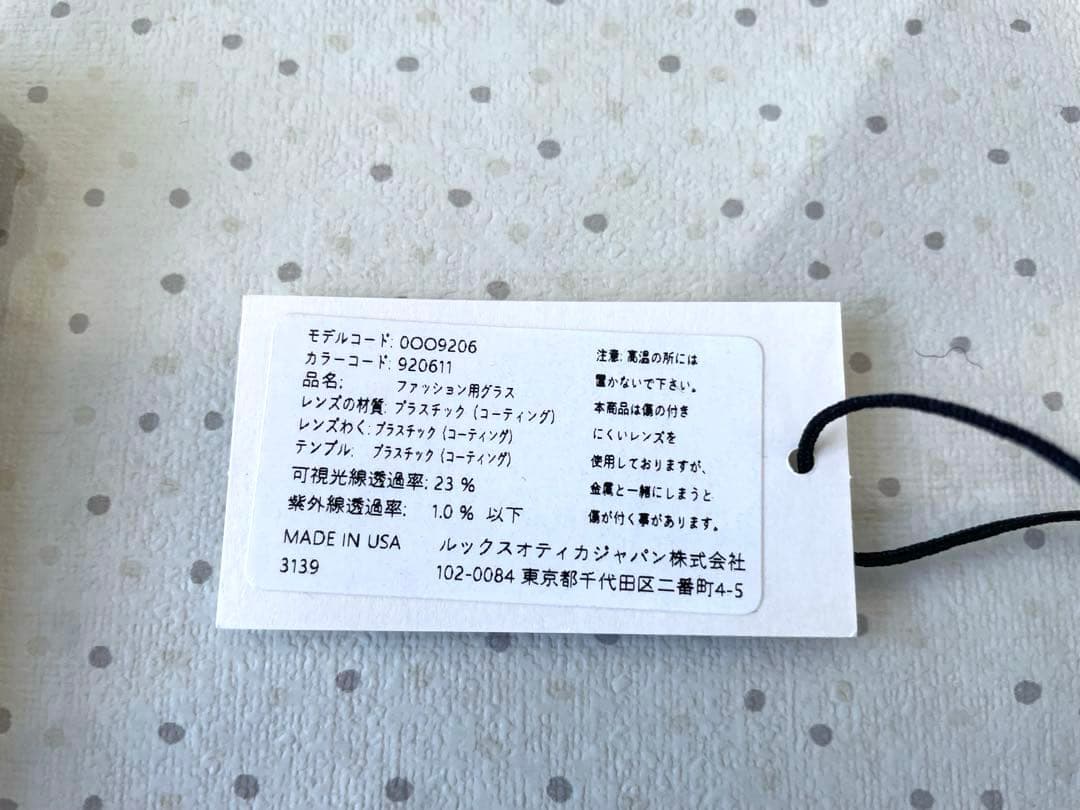 モデルコード: 0OO9206
カラーコード: 920611
品名: ファッション用グラス
レンズの材質: プラスチック (コーティング)
レンズわく: プラスチック (コーティング)
テンプル: プラスチック (コーティング)
可視光線透過率: 23 %
紫外線透過率: 1.0 % 以下
MADE IN USA
3139
注意: 高温の所には
置かないで下さい。
本商品は傷の付き
にくいレンズを
使用しておりますが、
金属と一緒にしまうと
傷が付く事があります。
ルックスオティカジャパン株式会社
102-0084 東京都千代田区二番町4-5